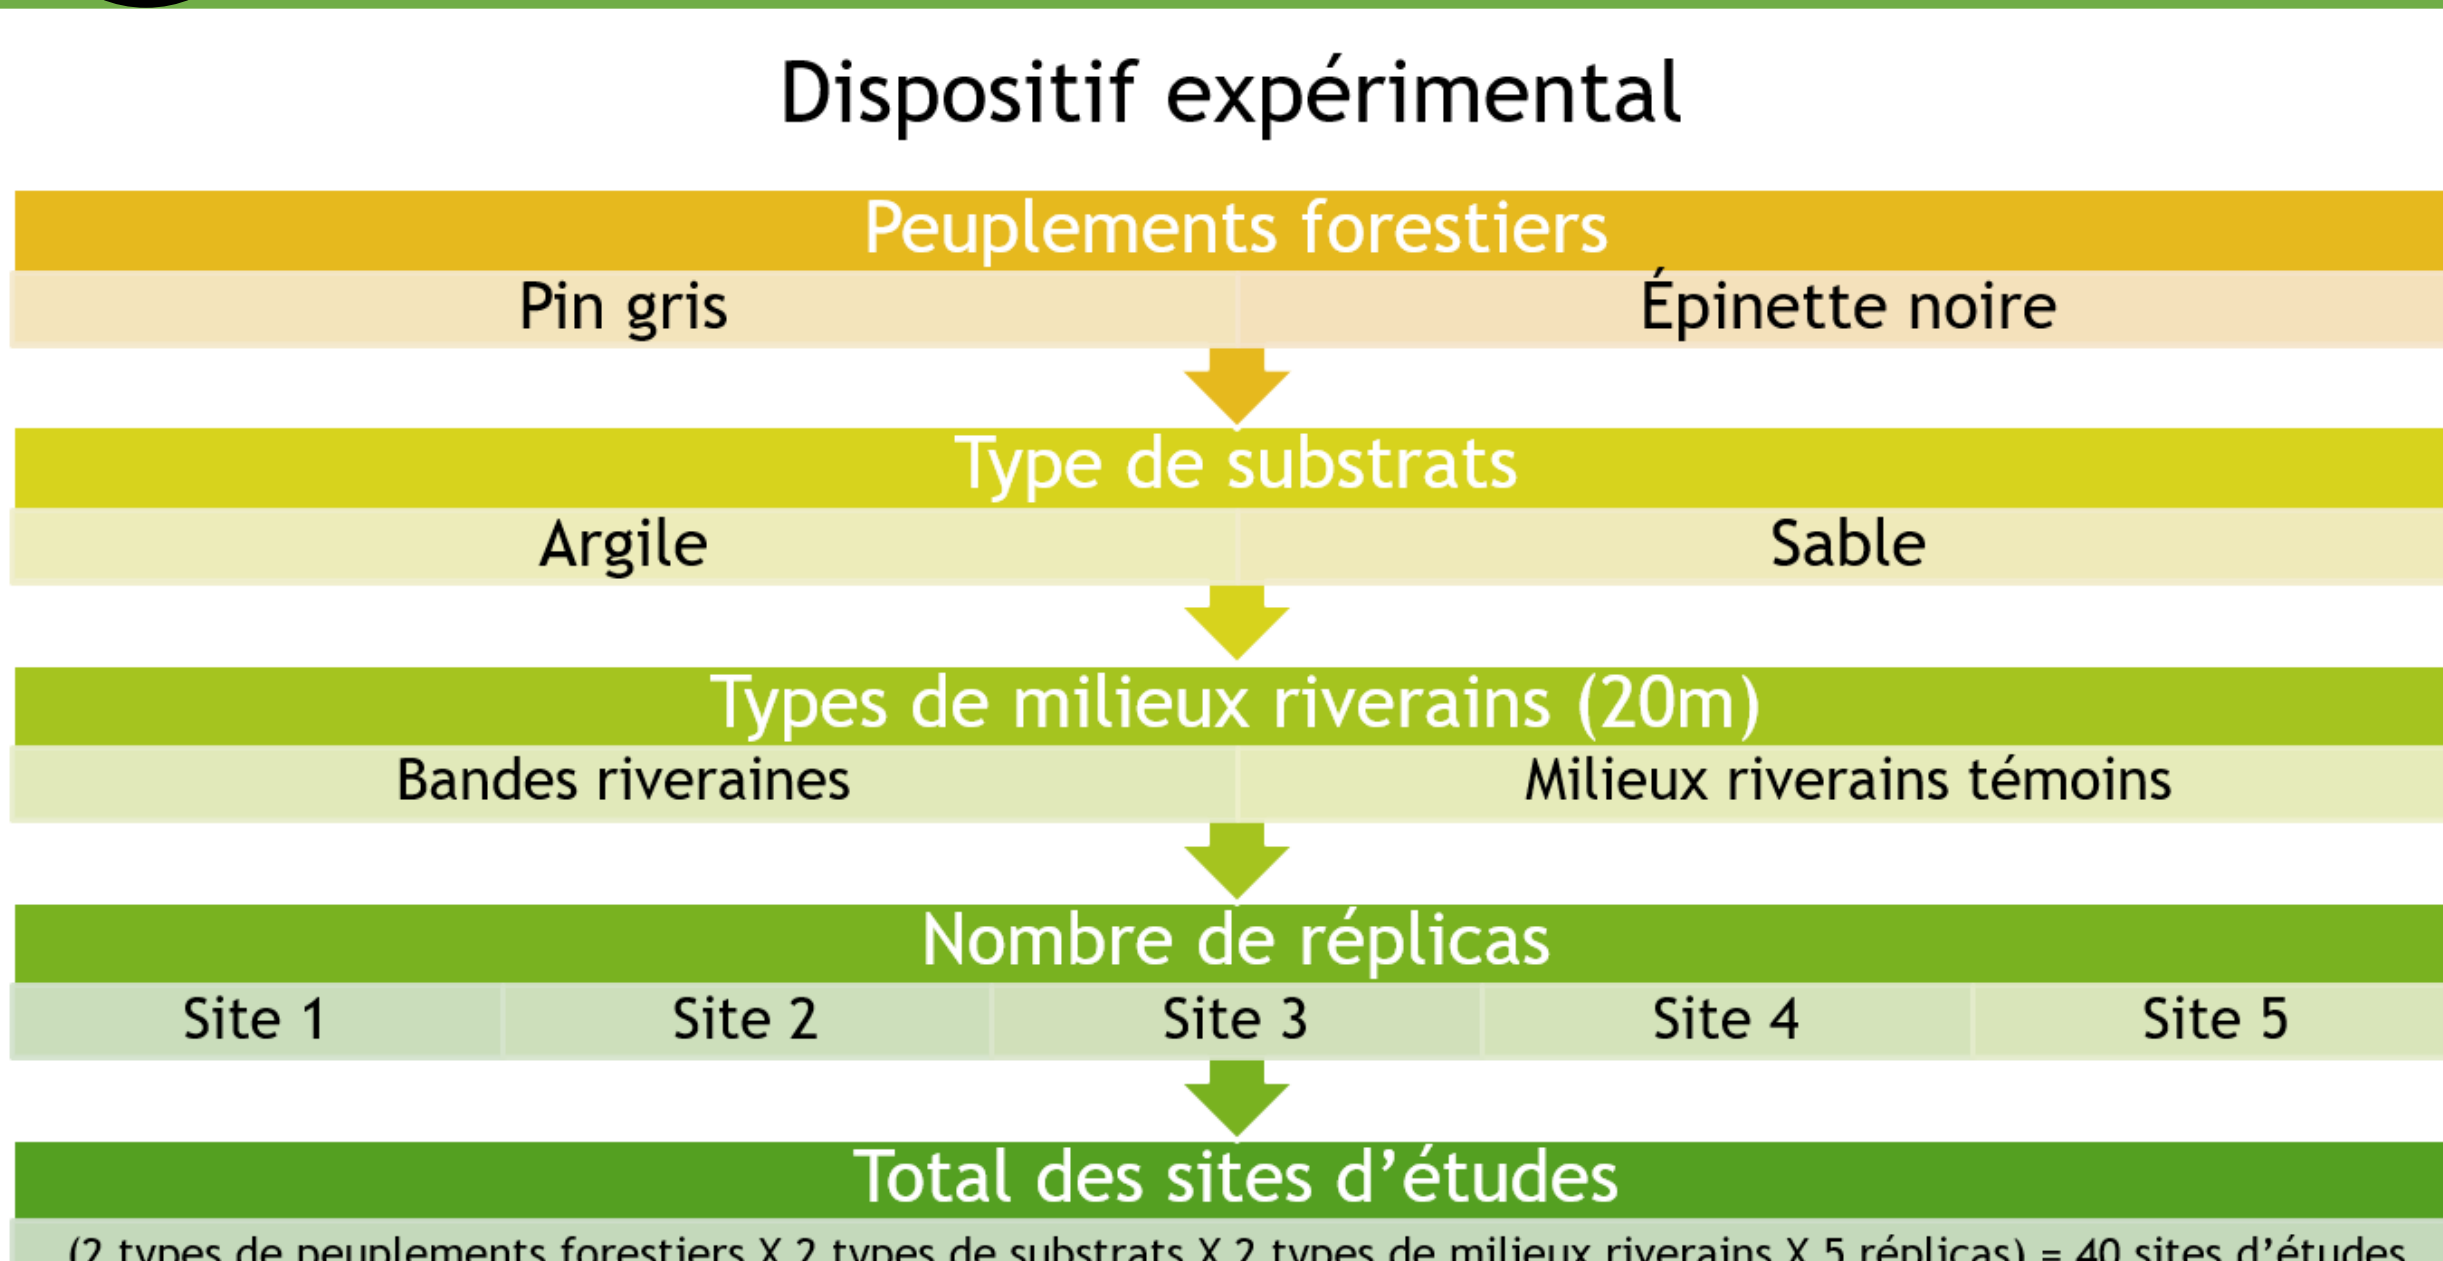 Dispositif expérimental
Peuplements forestiers
Pin gris Épinette noire
Type de substrats
Argile Sable
Types de milieux riverains (20m)
Bandes riveraines Milieux riverains témoins
Nombre de réplicas
Site 1 Site 2 Site 3 Site 4 Site 5
Total des sites d’études
(2 types de peuplements forestiers X 2 types de substrats X 2 types de milieux riverains X 5 réplicas) = 40 sites d’études